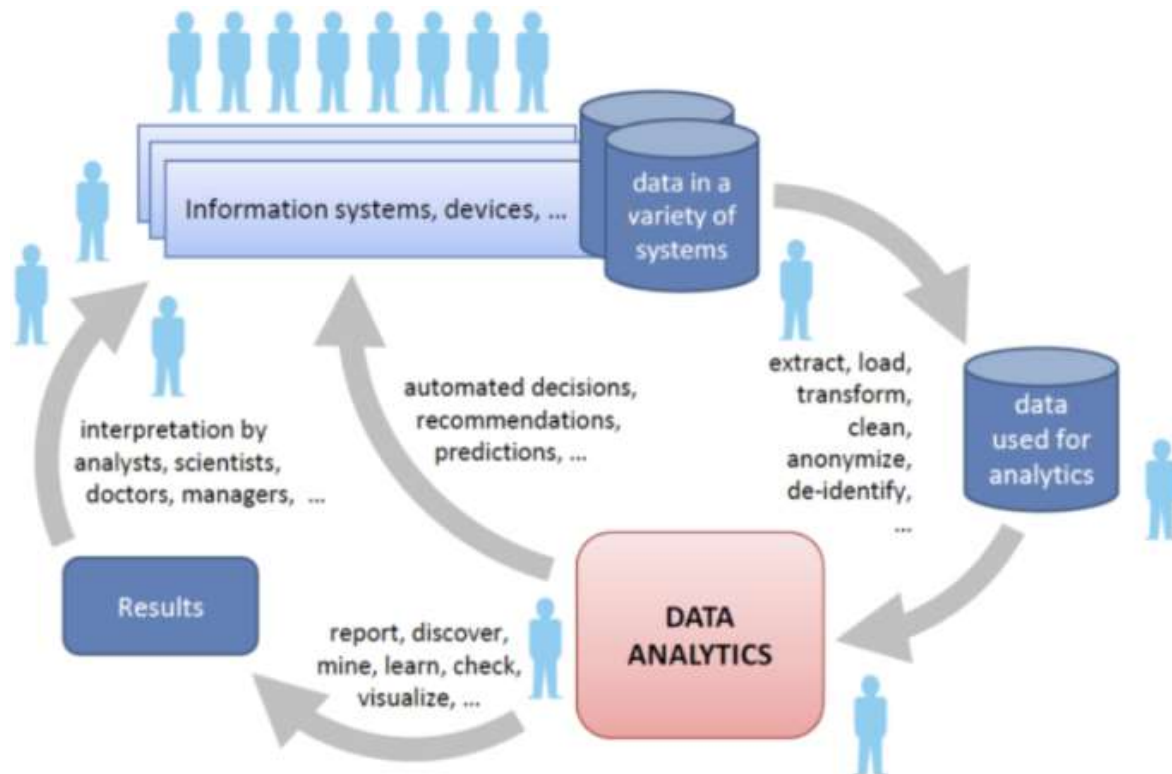 Information systems, devices, ...
data in a
variety of
systems
extract, load,
transform,
clean,
anonymize,
de-identify,
...
data
used for
analytics
automated decisions,
recommendations,
predictions, ...
interpretation by
analysts, scientists,
doctors, managers, ...
DATA
ANALYTICS
report, discover,
mine, learn, check,
visualize, ...
Results